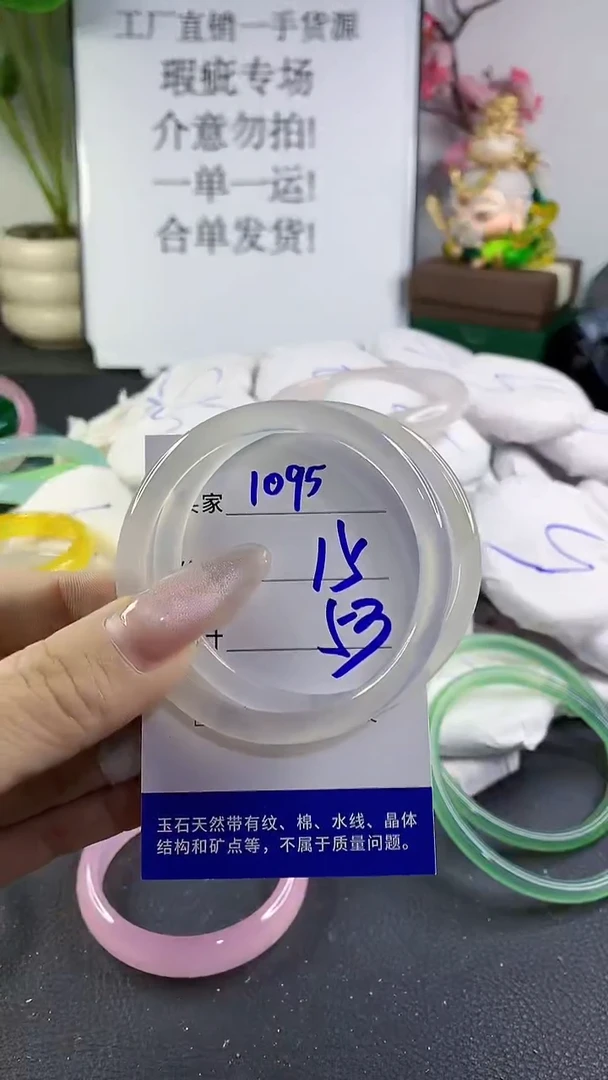 工厂直销一手货源
瑕疵专场
介意勿拍!
一单一运!
合单发货!
家 1095
15
计 53
玉石天然带有纹、棉、水线、晶体
结构和矿点等，不属于质量问题。